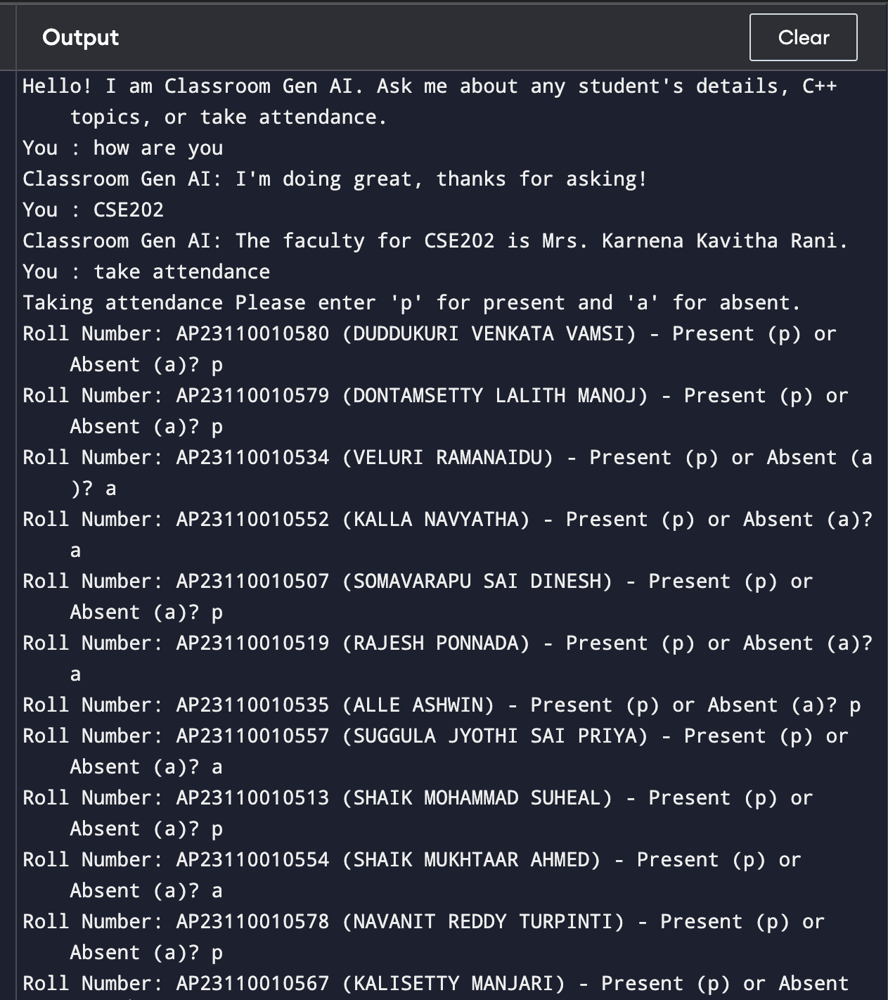 Output
Clear
Hello! I am Classroom Gen AI. Ask me about any student's details, C++
topics, or take attendance.
You : how are you
Classroom Gen AI: I'm doing great, thanks for asking!
You : CSE202
Classroom Gen AI: The faculty for CSE202 is Mrs. Karnena Kavitha Rani.
You : take attendance
Taking attendance Please enter 'p' for present and 'a' for absent.
Roll Number: AP23110010580 (DUDDUKURI VENKATA VAMSI) - Present (p) or
Absent (a)? p
Roll Number: AP23110010579 (DONTAMSETTY LALITH MANOJ) - Present (p) or
Absent (a)? p
Roll Number: AP23110010534 (VELURI RAMANAIDU) - Present (p) or Absent (a
)? a
Roll Number: AP23110010552 (KALLA NAVYATHA) - Present (p) or Absent (a)?
a
Roll Number: AP23110010507 (SOMAVARAPU SAI DINESH) - Present (p) or
Absent (a)? p
Roll Number: AP23110010519 (RAJESH PONNADA) - Present (p) or Absent (a)?
a
Roll Number: AP23110010535 (ALLE ASHWIN) - Present (p) or Absent (a)? p
Roll Number: AP23110010557 (SUGGULA JYOTHI SAI PRIYA) - Present (p) or
Absent (a)? a
Roll Number: AP23110010513 (SHAIK MOHAMMAD SUHEAL) - Present (p) or
Absent (a)? p
Roll Number: AP23110010554 (SHAIK MUKHTAAR AHMED) - Present (p) or
Absent (a)? a
Roll Number: AP23110010578 (NAVANIT REDDY TURPINTI) - Present (p) or
Absent (a)? p
Roll Number: AP23110010567 (KALISETTY MANJARI) - Present (p) or Absent